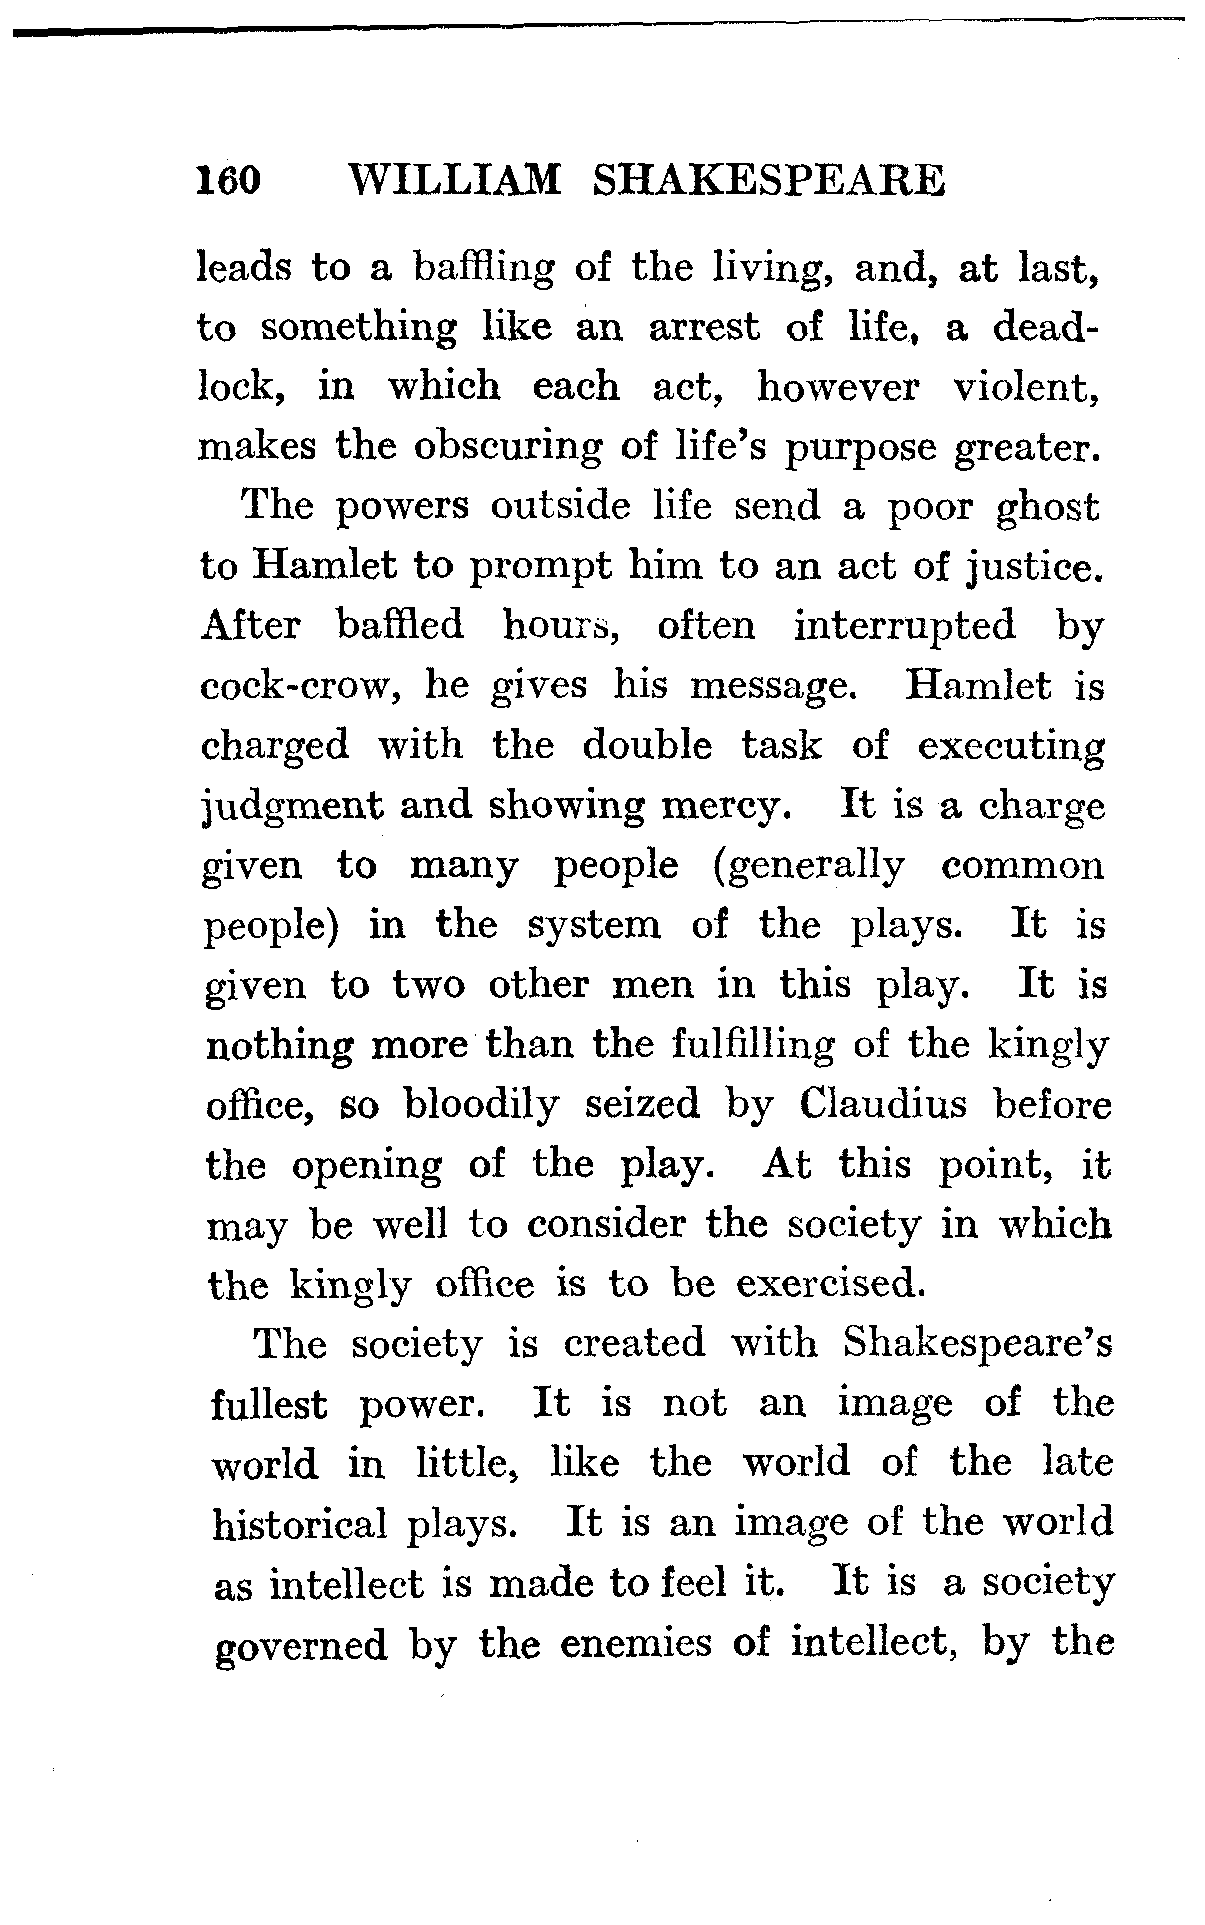 160 WILLIAM SHAKESPEARE
leads to a baffling of the living, and, at last,
to something like an arrest of life, a dead-
lock, in which each act, however violent,
makes the obscuring of life's purpose greater.
The powers outside life send a poor ghost
to Hamlet to prompt him to an act of justice.
After baffled hours, often interrupted by
cock-crow, he gives his message. Hamlet is
charged with the double task of executing
judgment and showing mercy. It is a charge
given to many people (generally common
people) in the system of the plays. It is
given to two other men in this play. It is
nothing more than the fulfilling of the kingly
office, so bloodily seized by Claudius before
the opening of the play. At this point, it
may be well to consider the society in which
the kingly office is to be exercised.
The society is created with Shakespeare's
fullest power. It is not an image of the
world in little, like the world of the late
historical plays. It is an image of the world
as intellect is made to feel it. It is a society
governed by the enemies of intellect, by the